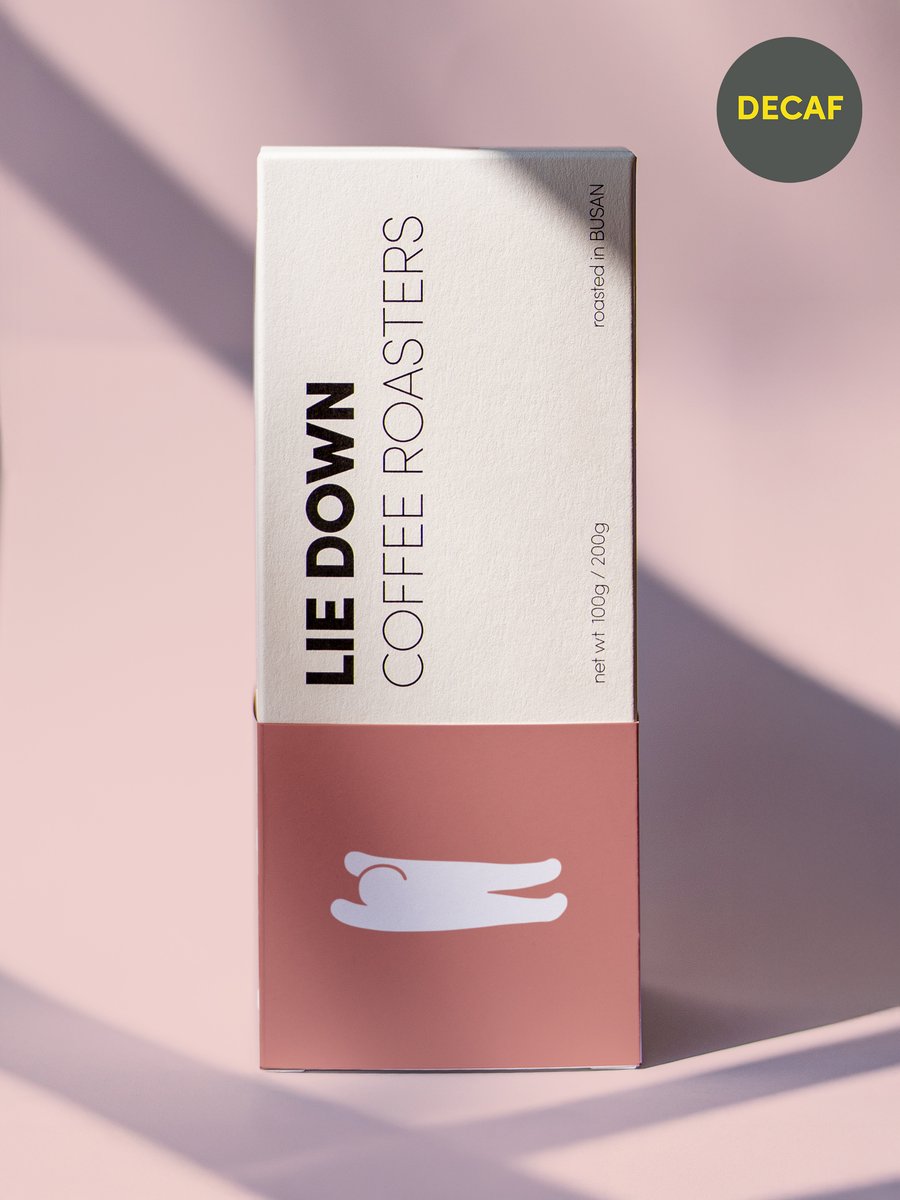 DECAF
LIE DOWN
COFFEE ROASTERS
roasted in BUSAN
net wt 100g / 200g